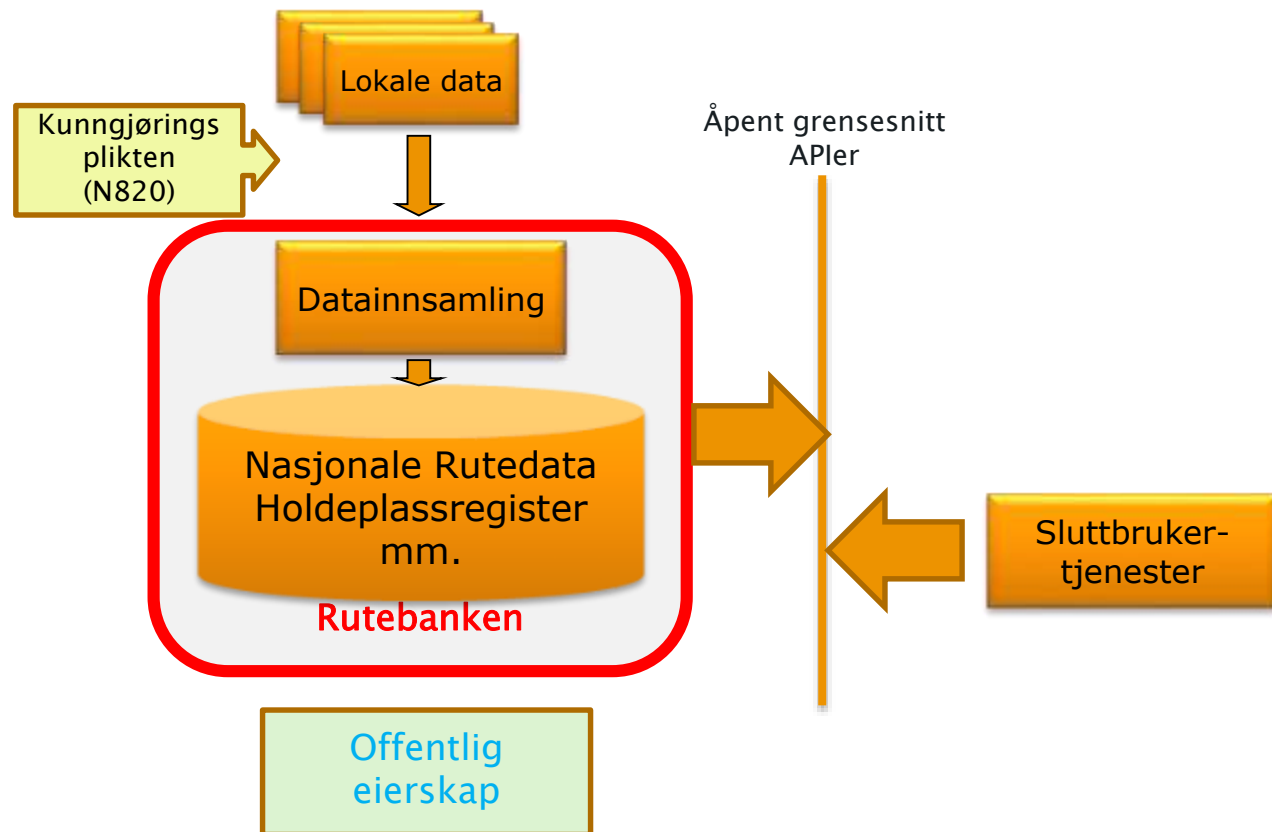 Lokale data
Kunngjørings
plikten
(N820)
Åpent grensesnitt
APIer
Datainnsamling
Nasjonale Rutedata
Holdeplassregister
mm.
Rutebanken
Sluttbruker-
tjenester
Offentlig
eierskap